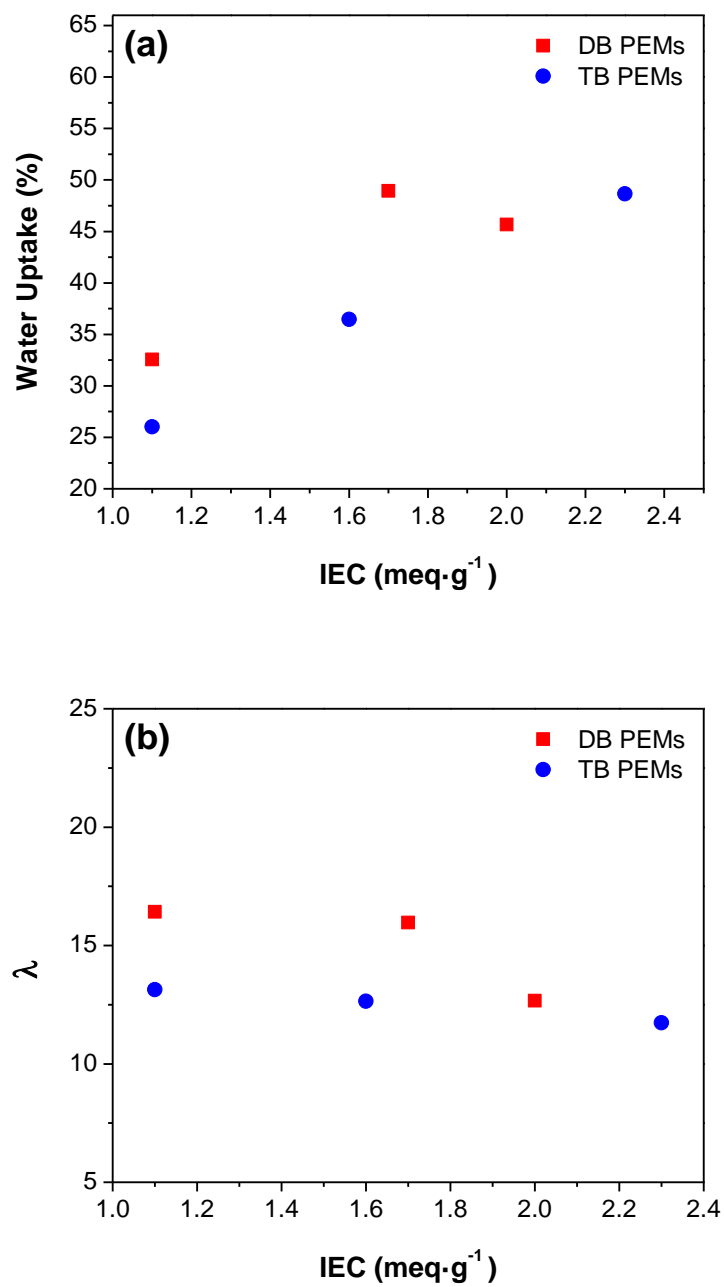 (a)
DB PEMs
TB PEMs
65
60
55
50
45
40
35
30
25
20
Water Uptake (%)
1.0 1.2 1.4 1.6 1.8 2.0 2.2 2.4
IEC (meq·g⁻¹ )
(b)
DB PEMs
TB PEMs
25
20
15
10
5
λ
1.0 1.2 1.4 1.6 1.8 2.0 2.2 2.4
IEC (meq·g⁻¹ )